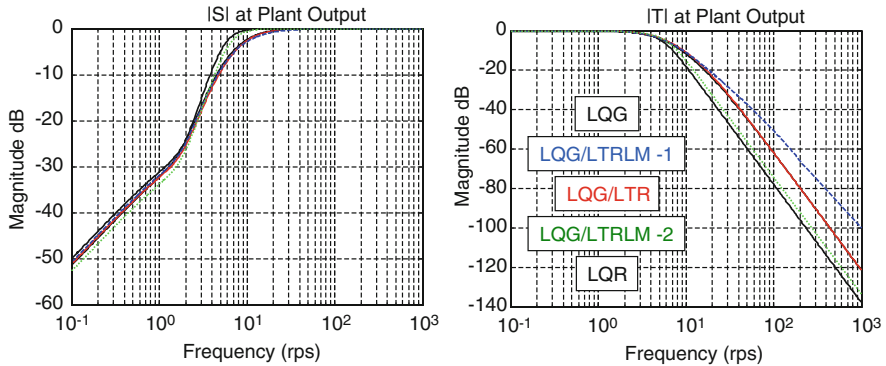 |S| at Plant Output
0
-10
-20
-30
-40
-50
-60
Magnitude dB
10-1
100
101
102
103
Frequency (rps)
|T| at Plant Output
0
-20
-40
-60
-80
-100
-120
-140
Magnitude dB
LQG
LQG/LTRLM -1
LQG/LTR
LQG/LTRLM -2
LQR
10-1
100
101
102
103
Frequency (rps)